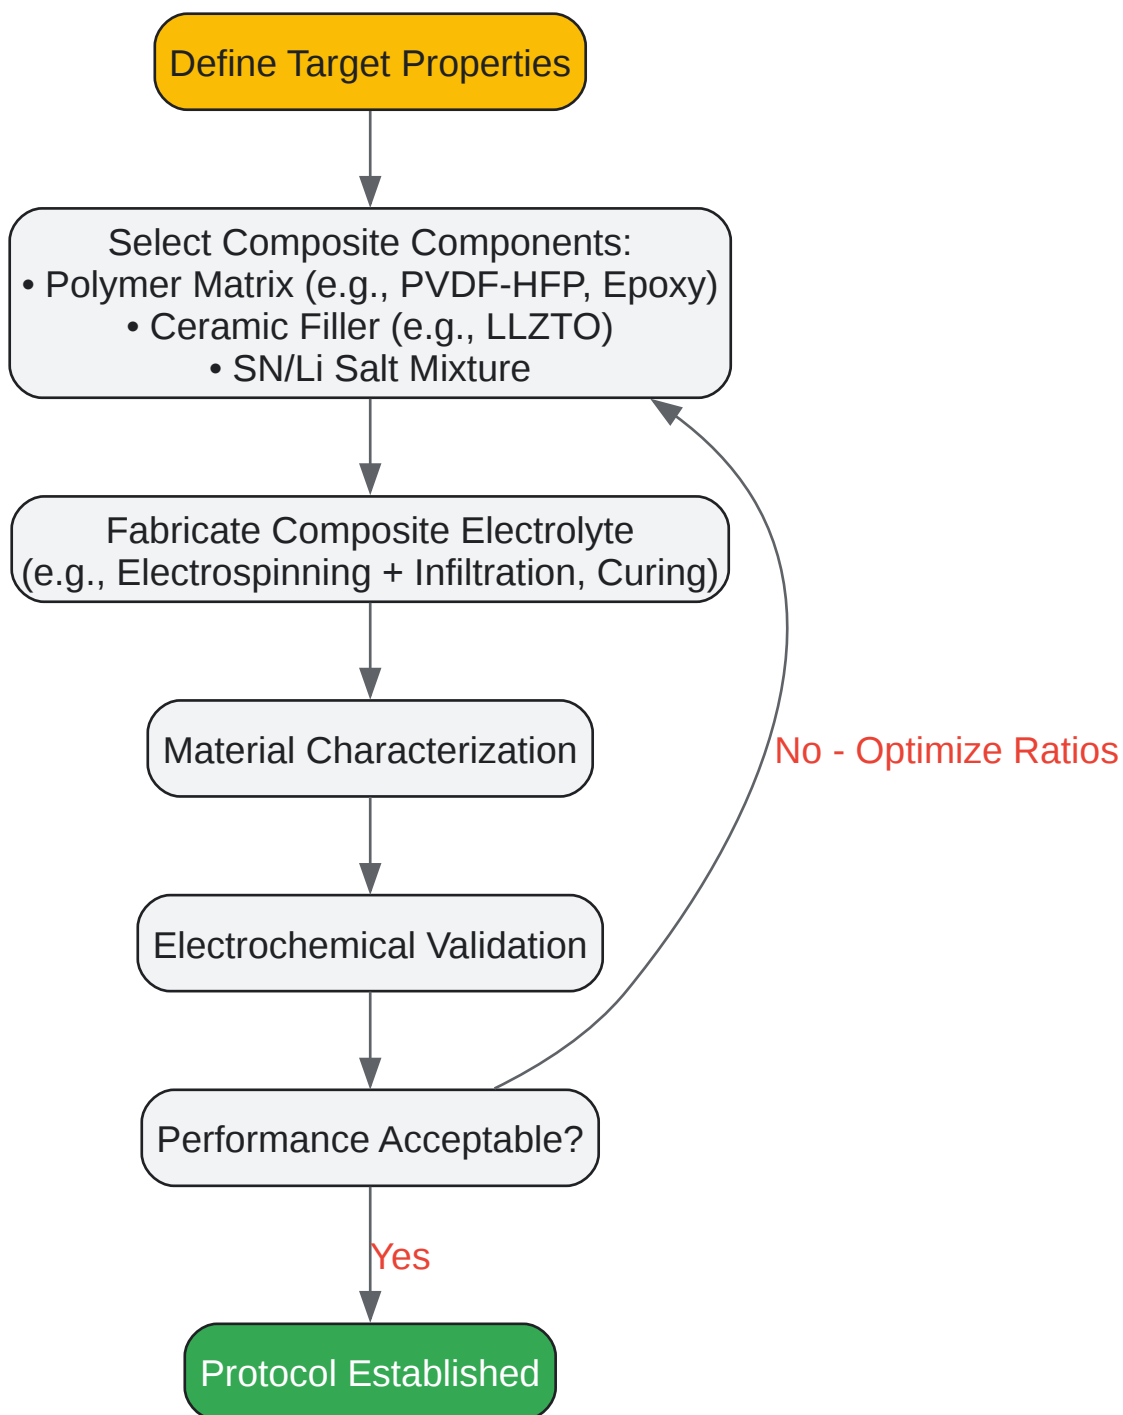 Define Target Properties
Select Composite Components:
• Polymer Matrix (e.g., PVDF-HFP, Epoxy)
• Ceramic Filler (e.g., LLZTO)
• SN/Li Salt Mixture
Fabricate Composite Electrolyte
(e.g., Electrospinning + Infiltration, Curing)
Material Characterization
No - Optimize Ratios
Electrochemical Validation
Performance Acceptable?
Yes
Protocol Established